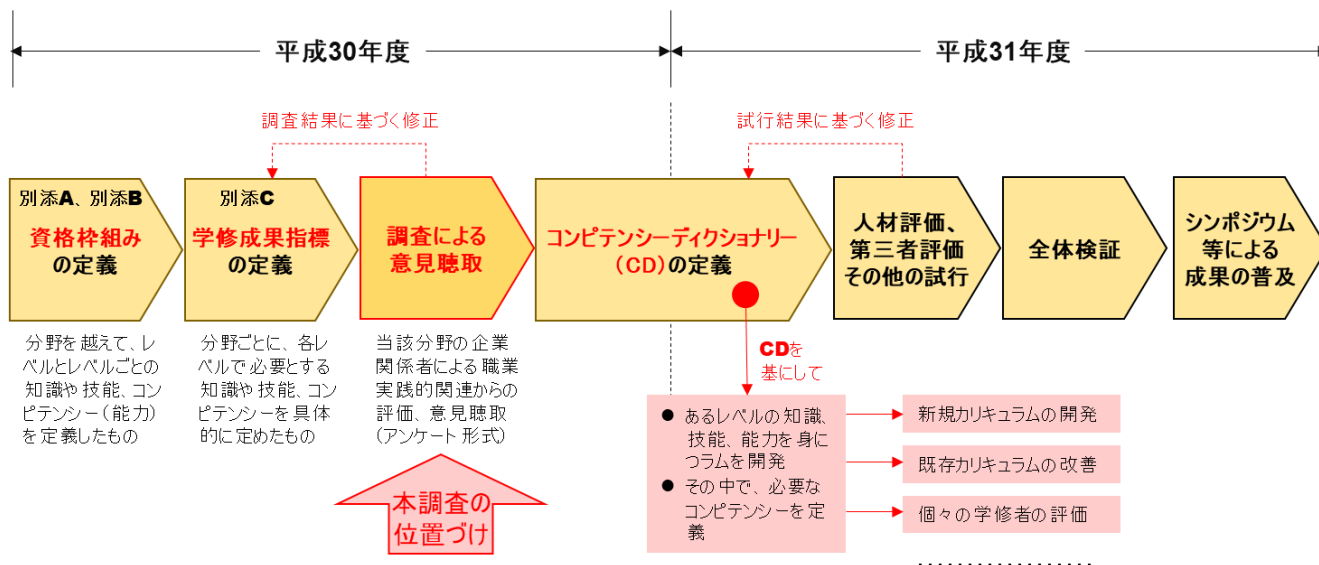 平成30年度
平成31年度
調査結果に基づく修正
試行結果に基づく修正
別添A、別添B
資格枠組み
の定義
別添C
学修成果指標
の定義
調査による
意見聴取
コンピテンシーディクショナリー
(CD)の定義
人材評価、
第三者評価
その他の試行
全体検証
シンポジウム
等による
成果の普及
分野を越えて、レ
ベルとレベルごとの
知識や技能、コン
ピテンシー(能力)
を定義したもの
分野ごとに、各レ
ベルで必要とする
知識や技能、コン
ピテンシーを具体
的に定めたもの
当該分野の企業
関係者による職業
実践的関連からの
評価、意見聴取
(アンケート形式)
本調査の
位置づけ
CDを
基にして
● あるレベルの知識、
技能、能力を身に
つラムを開発
● その中で、必要な
コンピテンシーを定
義
新規カリキュラムの開発
既存カリキュラムの改善
個々の学修者の評価
…………………